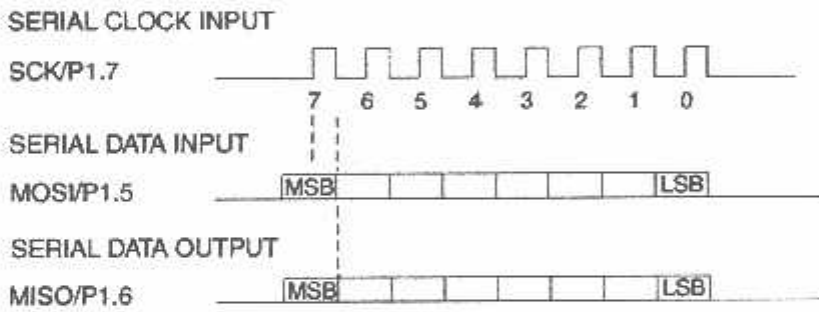 SERIAL CLOCK INPUT
SCK/P1.7
7 6 5 4 3 2 1 0
SERIAL DATA INPUT
MOSI/P1.5 MSB LSB
SERIAL DATA OUTPUT
MISO/P1.6 MSB LSB